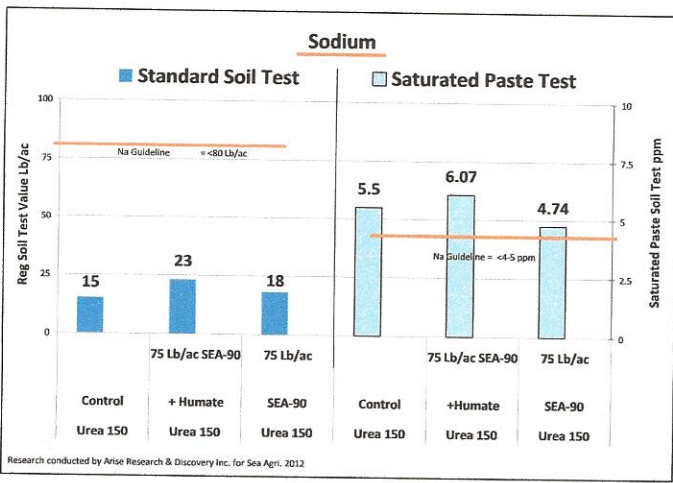 Sodium
Standard Soil Test
Saturated Paste Test
100
75
50
25
0
Reg Soil Test Value Lb/ac
Na Guideline = <80 Lb/ac
15
23
18
10
7.5
5
2.5
0
Saturated Paste Soil Test ppm
5.5
6.07
4.74
Na Guideline = <4-5 ppm
75 Lb/ac SEA-90 75 Lb/ac 75 Lb/ac SEA-90 75 Lb/ac
Control + Humate SEA-90 Control +Humate SEA-90
Urea 150 Urea 150 Urea 150 Urea 150 Urea 150 Urea 150
Research conducted by Arise Research & Discovery Inc. for Sea Agri. 2012